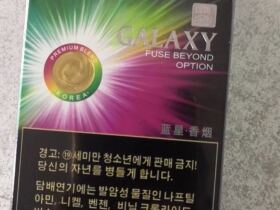 GALAXY
FUSE BEYOND
OPTION
PREMIUM BLEND
KOREA
蓝星·香烟
경고: ⑲세미만 청소년에게 판매 금지!
당신의 자녀를 병들게 합니다.
담배연기에는 발암성 물질인 나프틸
아민, 니켈, 벤젠, 비닐 크롤라이드,